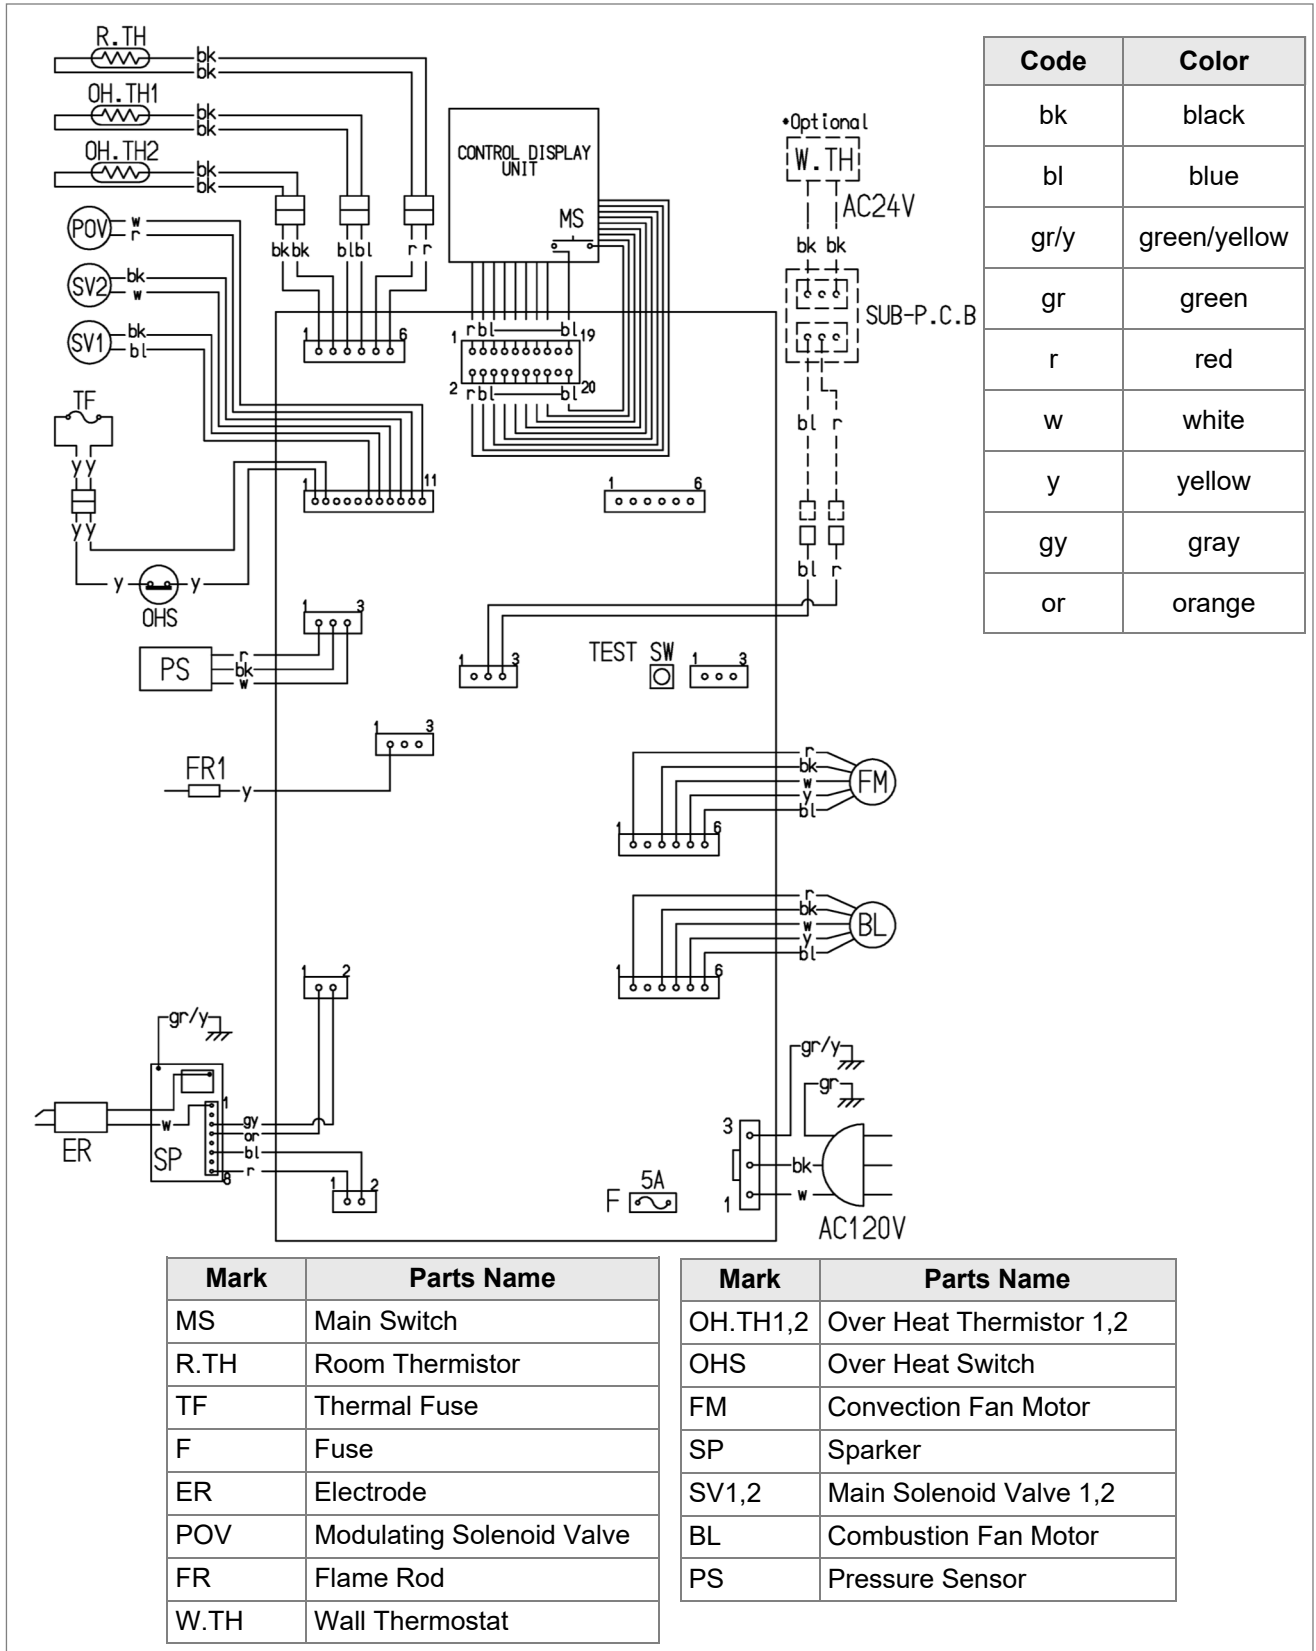 R.TH
bk
bk
OH.TH1
bk
bk
OH.TH2
bk
bk
POV w
r
SV2 bk
w
SV1 bk
bl
TF
y y
y y
y OHS y
bk bk bl bl r r
1 6
CONTROL DISPLAY
UNIT
MS
1 r bl bl 19
2 r bl bl 20
1 11
1 6
*Optional
W.TH
AC24V
bk bk
SUB-P.C.B
bl r
bl r
1 3
PS r
bk
w
1 3
TEST SW
1 3
1 3
FR1
y
r
bk
w
y
bl
FM
1 6
r
bk
w
y
bl
BL
1 6
1 2
gr/y
ER
w
SP
1
8
gy
or
bl
r
1 2
gr/y
gr
3
bk
1 w
F 5A
AC120V
Code Color
bk black
bl blue
gr/y green/yellow
gr green
r red
w white
y yellow
gy gray
or orange
Mark Parts Name
MS Main Switch
R.TH Room Thermistor
TF Thermal Fuse
F Fuse
ER Electrode
POV Modulating Solenoid Valve
FR Flame Rod
W.TH Wall Thermostat
Mark Parts Name
OH.TH1,2 Over Heat Thermistor 1,2
OHS Over Heat Switch
FM Convection Fan Motor
SP Sparker
SV1,2 Main Solenoid Valve 1,2
BL Combustion Fan Motor
PS Pressure Sensor